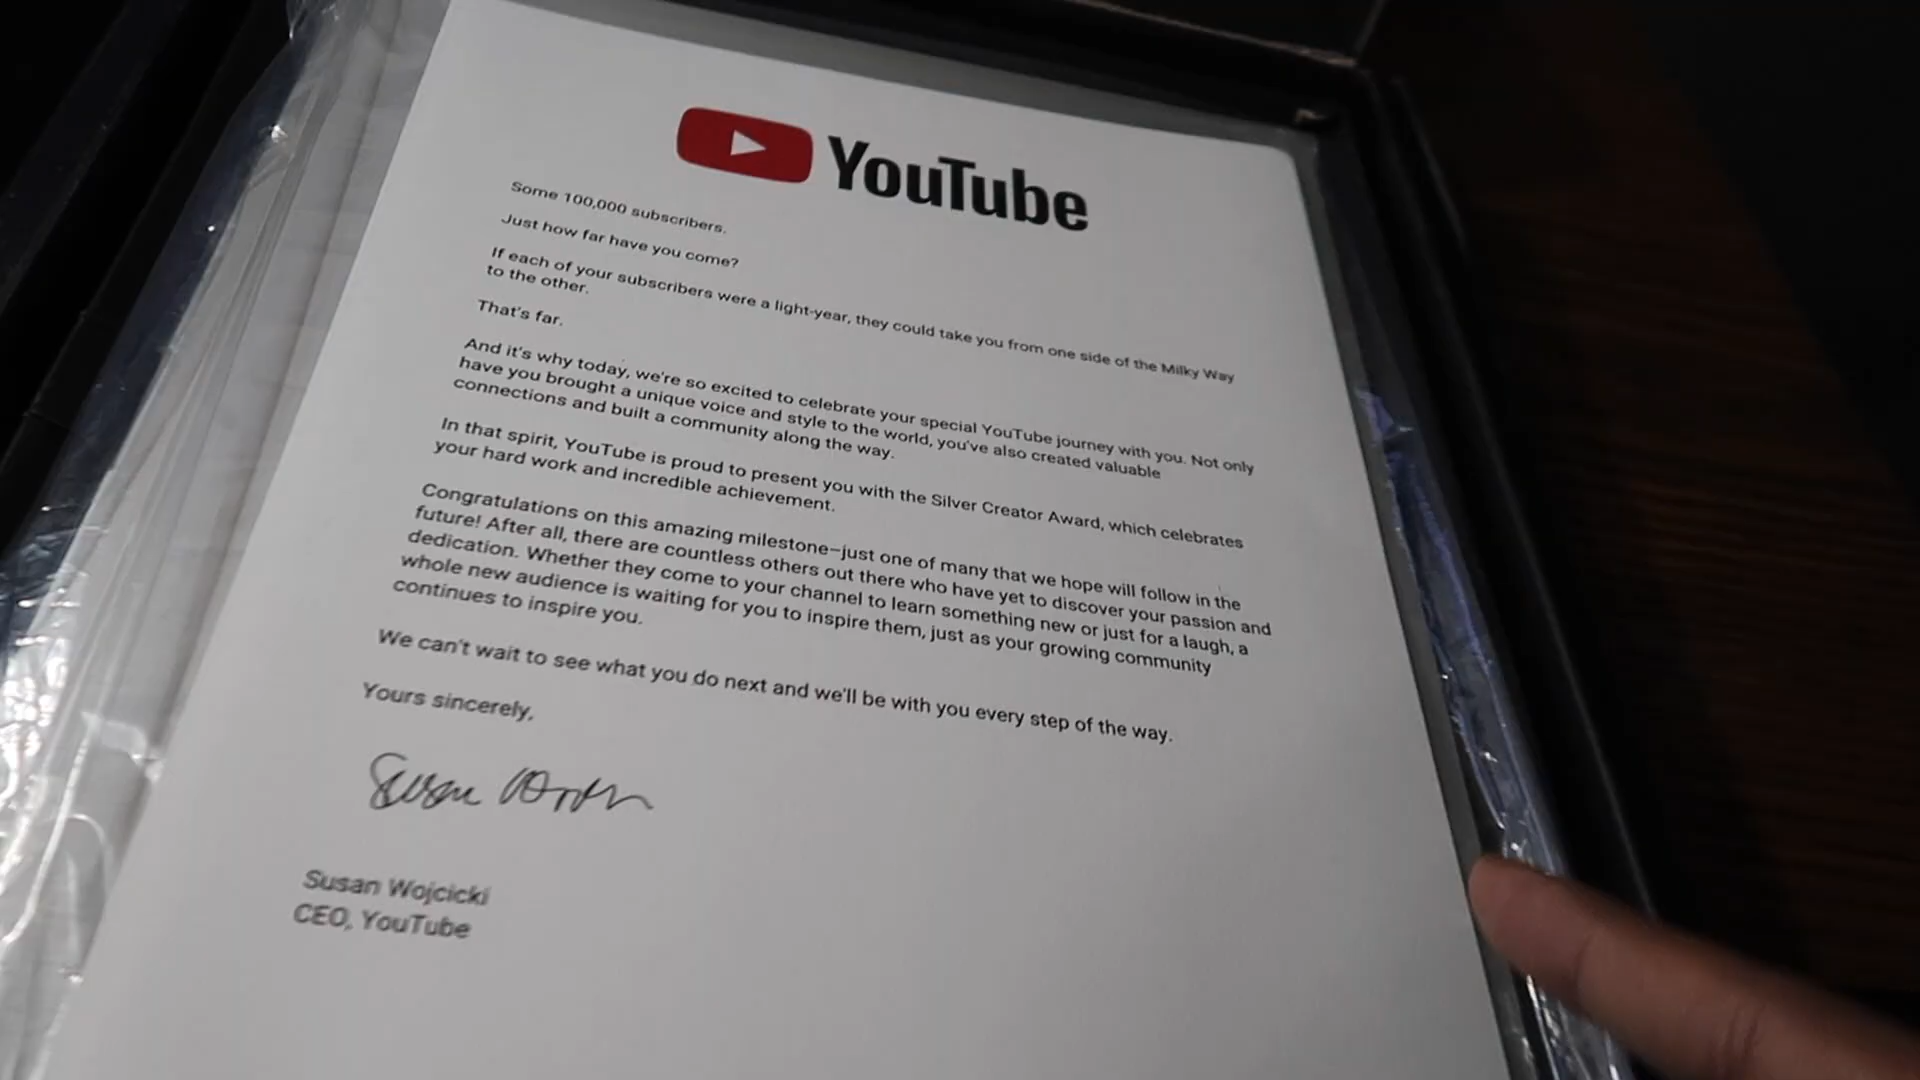 YouTube
Some 100,000 subscribers.
Just how far have you come?
If each of your subscribers were a light-year, they could take you from one side of the Milky Way
to the other.
That's far.
And it's why today, we're so excited to celebrate your special YouTube journey with you. Not only
have you brought a unique voice and style to the world, you've also created valuable
connections and built a community along the way.
In that spirit, YouTube is proud to present you with the Silver Creator Award, which celebrates
your hard work and incredible achievement.
Congratulations on this amazing milestone—just one of many that we hope will follow in the
future! After all, there are countless others out there who have yet to discover your passion and
dedication. Whether they come to your channel to learn something new or just for a laugh, a
whole new audience is waiting for you to inspire them, just as your growing community
continues to inspire you.
We can't wait to see what you do next and we'll be with you every step of the way.
Yours sincerely,
Susan
Susan Wojcicki
CEO, YouTube